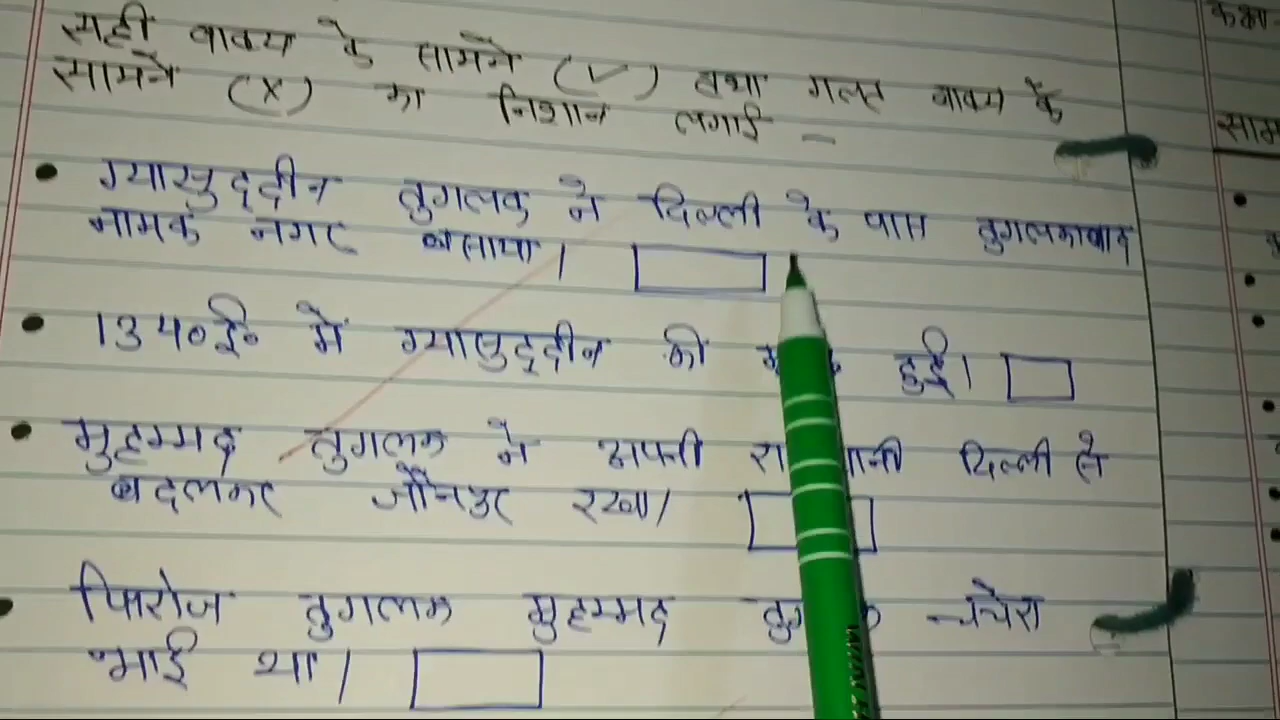 सही वाक्य के सामने (✓) तथा गलत वाक्य के
सामने (X) का निशान लगाई -
• ग्यासुद्दीन तुगलक ने दिल्ली के पास तुगलकाबाद
नामक नगर बसाया।
• 1340ई० में ग्यासुद्दीन की हुई।
• मुहम्मद तुगलक ने अपनी दिल्ली से
बदलकर जौनपुर रखा।
• फिरोज तुगलक मुहम्मद चचेरा
भाई था।